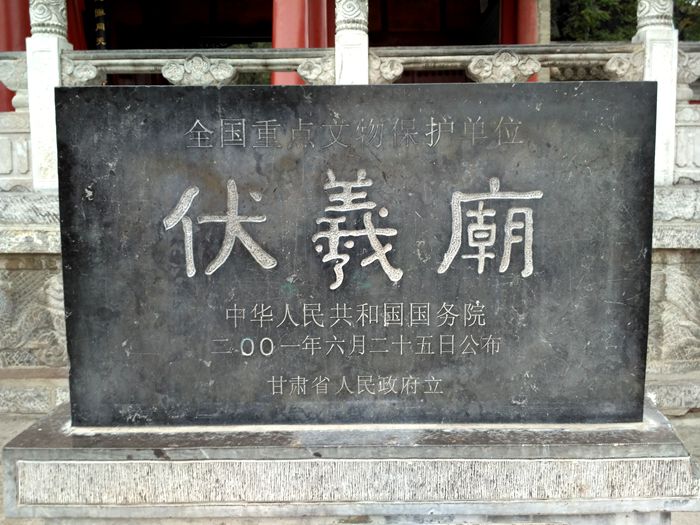 全国重点文物保护单位
伏羲廟
中华人民共和国国务院
二〇〇一年六月二十五日公布
甘肃省人民政府立